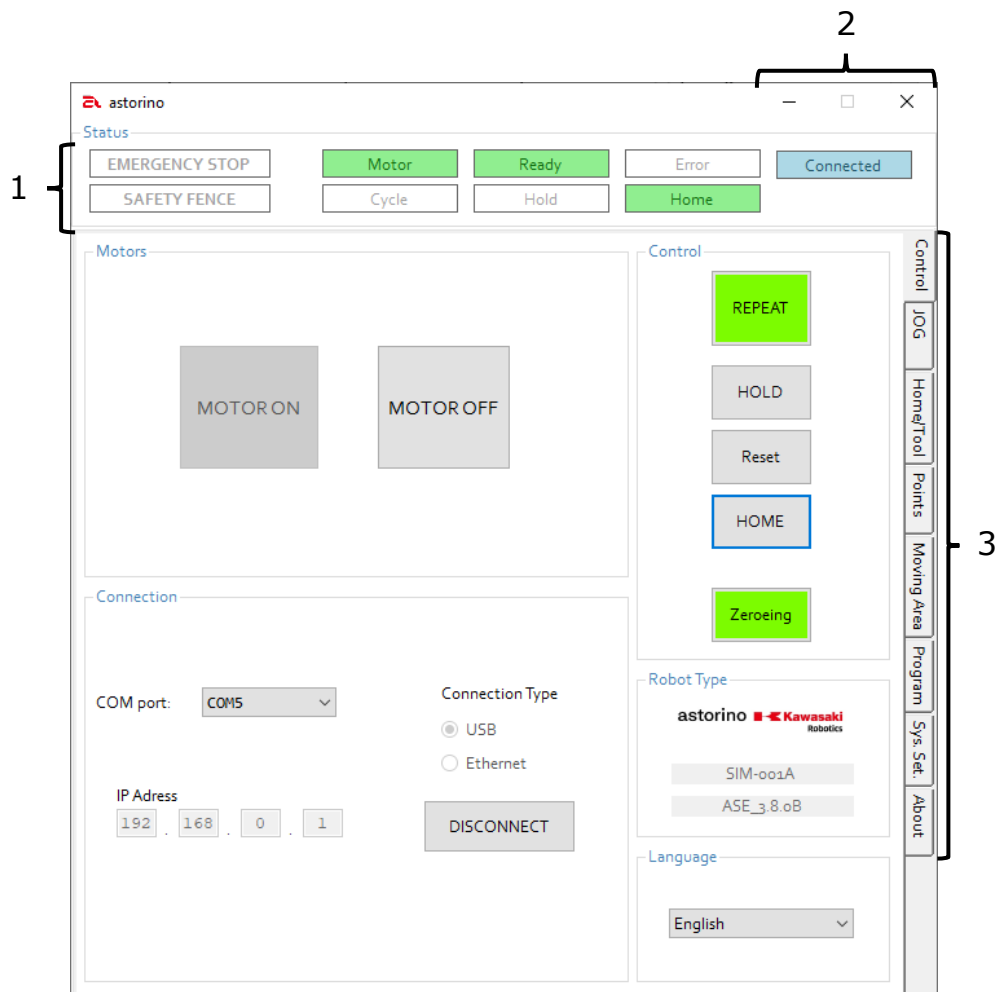 2
astorino
Status
1
EMERGENCY STOP Motor Ready Error Connected
SAFETY FENCE Cycle Hold Home
Motors
MOTOR ON MOTOR OFF
Control
REPEAT
HOLD
Reset
HOME
Zeroeing
Connection
COM port: COM5
Connection Type
USB
Ethernet
IP Adress
192 . 168 . 0 . 1
DISCONNECT
Robot Type
astorino Kawasaki
Robotics
SIM-001A
ASE_3.8.0B
Language
English
Control
JOG
Home/Tool
Points
Moving Area
Program
Sys. Set.
About
3